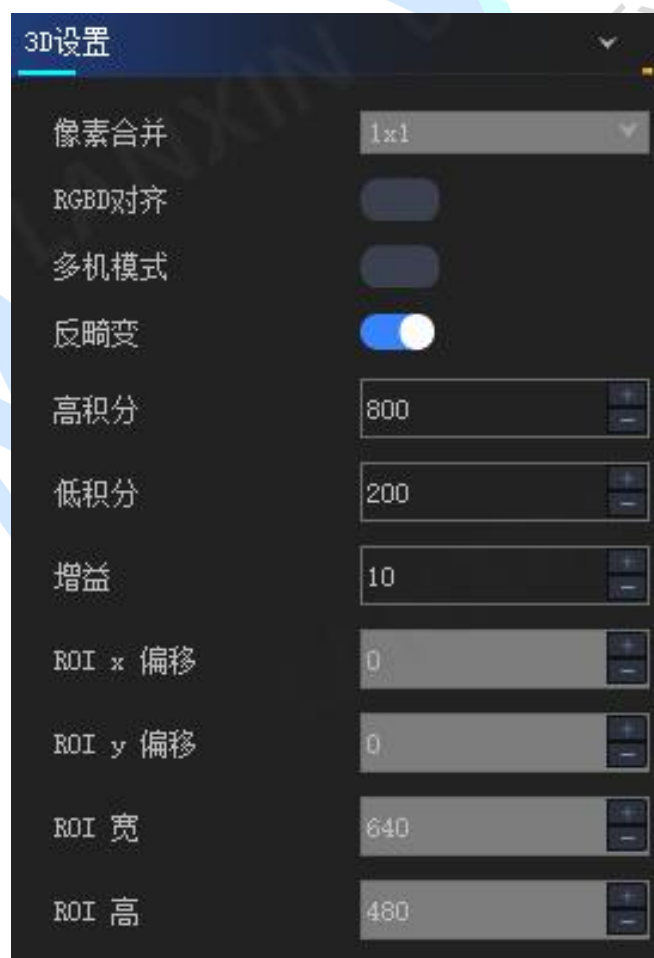 3D设置
像素合并 1x1
RGBD对齐
多机模式
反畸变
高积分 800
低积分 200
增益 10
ROI x 偏移 0
ROI y 偏移 0
ROI 宽 640
ROI 高 480
LANXIN